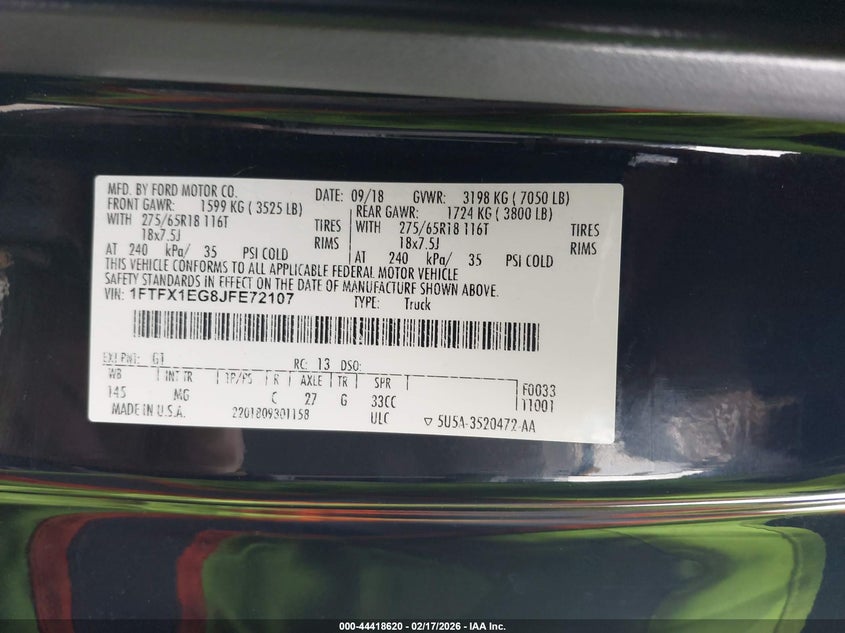 MFD. BY FORD MOTOR CO. DATE: 09/18 GVWR: 3198 KG ( 7050 LB)
FRONT GAWR: 1599 KG ( 3525 LB) REAR GAWR: 1724 KG ( 3800 LB)
WITH 275/65R18 116T TIRES WITH 275/65R18 116T TIRES
18x7.5J RIMS 18x7.5J RIMS
AT 240 kPa/ 35 PSI COLD AT 240 kPa/ 35 PSI COLD
THIS VEHICLE CONFORMS TO ALL APPLICABLE FEDERAL MOTOR VEHICLE
SAFETY STANDARDS IN EFFECT ON THE DATE OF MANUFACTURE SHOWN ABOVE.
VIN: 1FTFX1EG8JFE72107 TYPE: Truck
EXT PNT: G1 RC: 13 DSO:
WB INT TR TP/PS R AXLE TR SPR F0033
145 MG C 27 G 33CC 11001
MADE IN U.S.A. 2201809301158 ULC ▽ 5U5A-3520472-AA
000-44418620 - 02/17/2026 - IAA Inc.